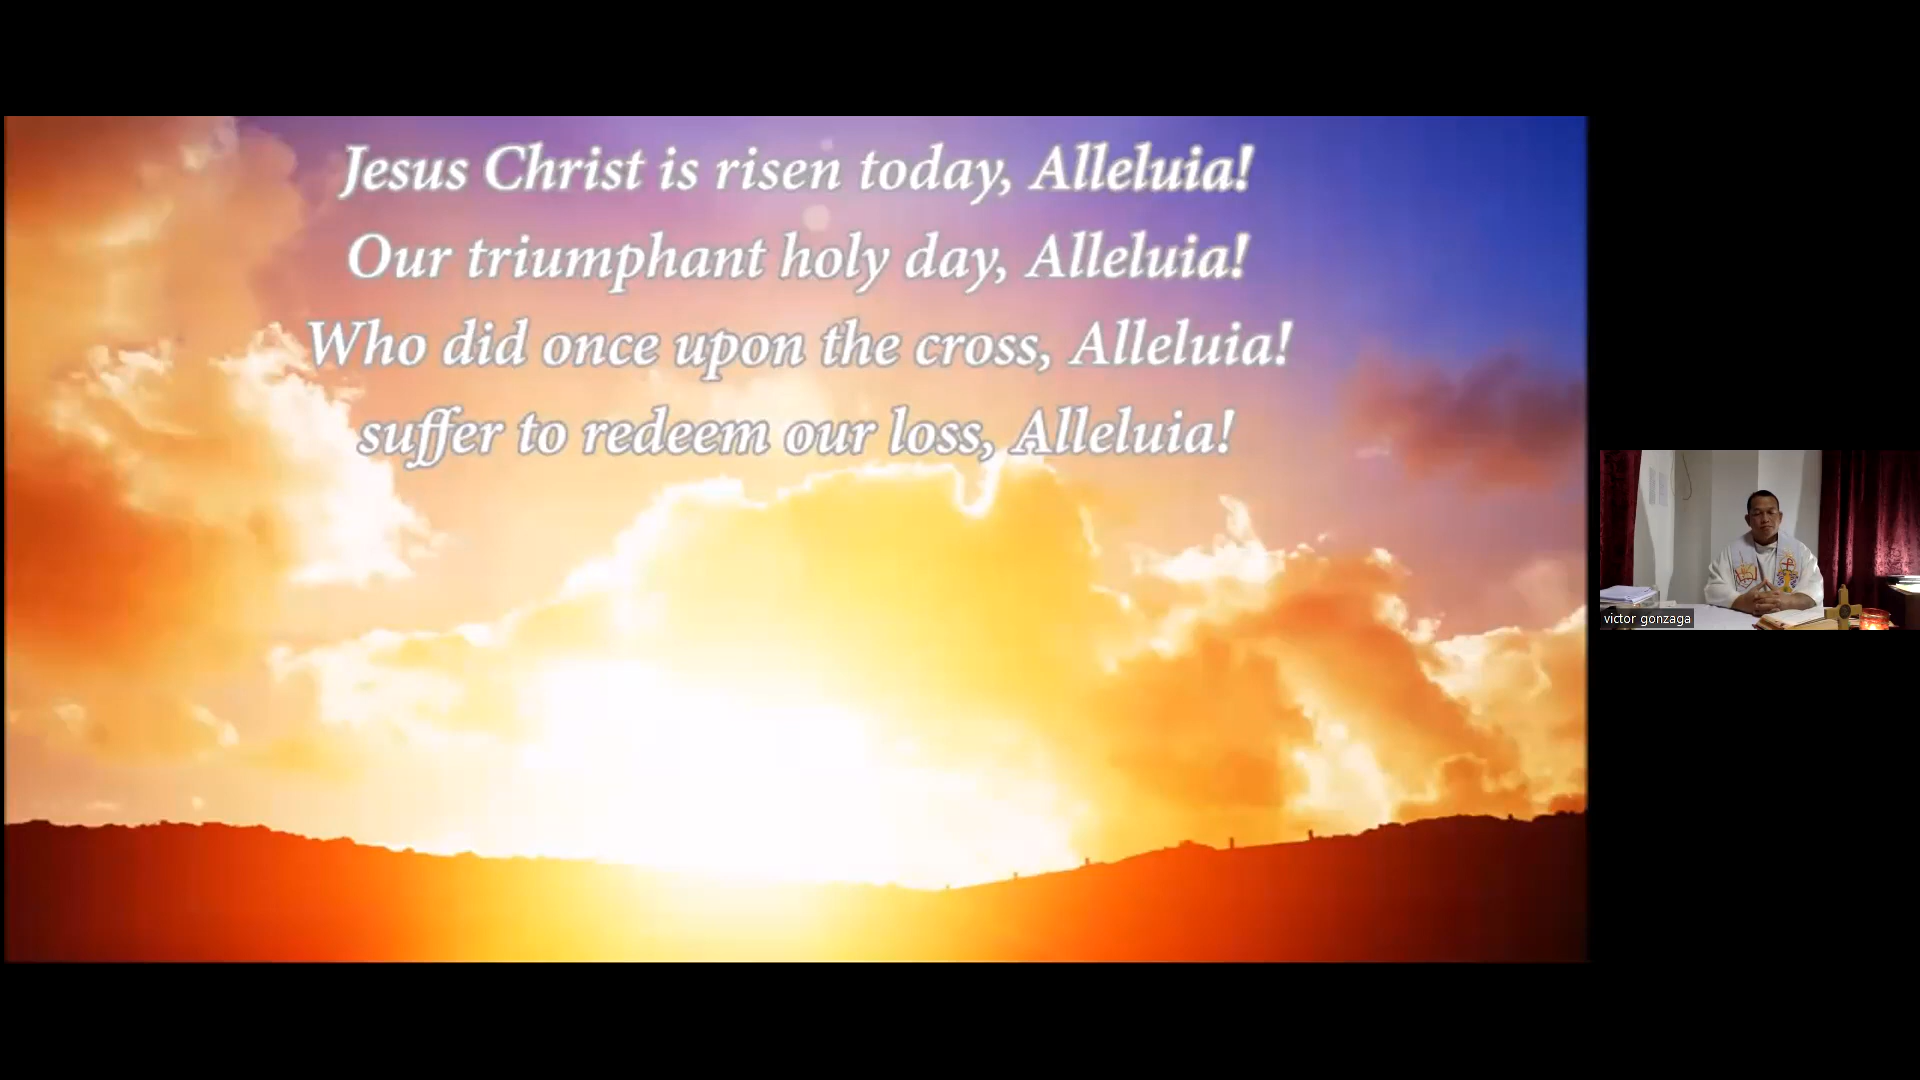 Jesus Christ is risen today, Alleluia!
Our triumphant holy day, Alleluia!
Who did once upon the cross, Alleluia!
suffer to redeem our loss, Alleluia!
victor gonzaga